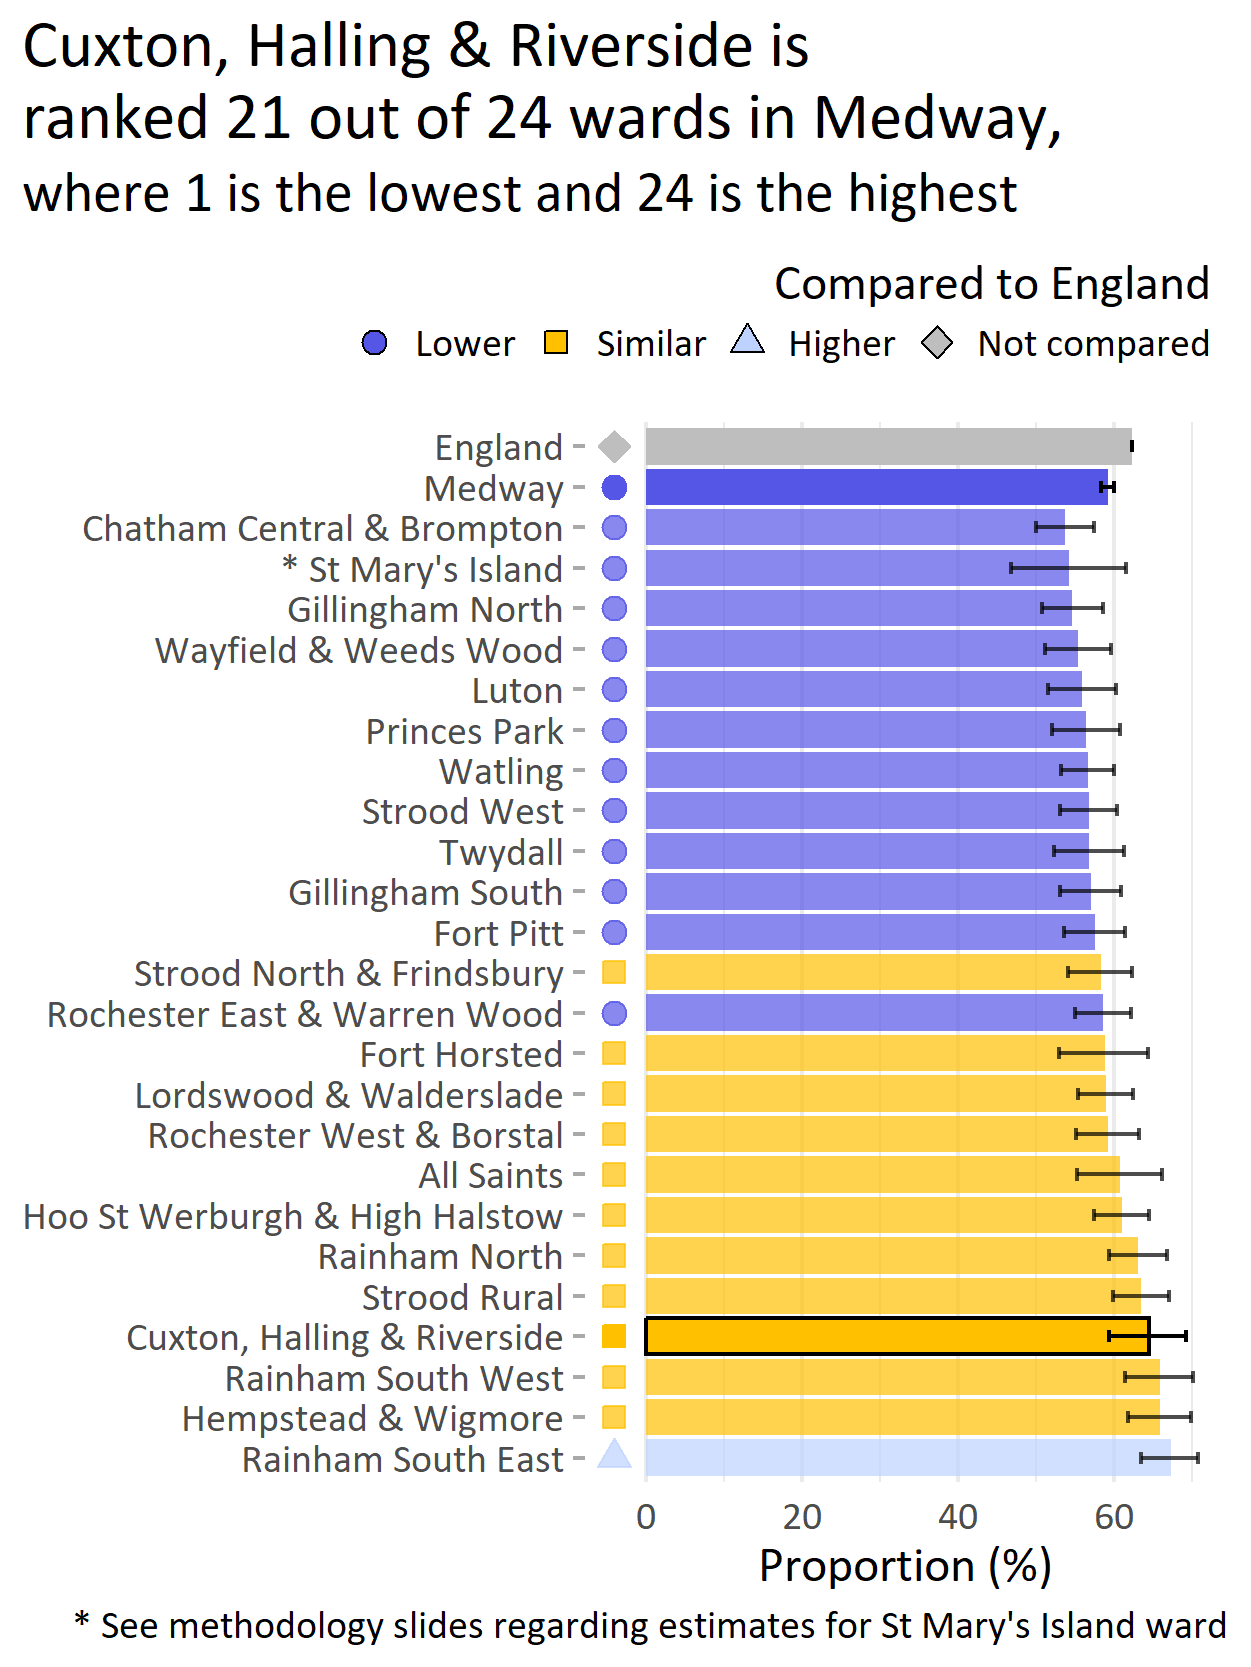 Cuxton, Halling & Riverside is
ranked 21 out of 24 wards in Medway,
where 1 is the lowest and 24 is the highest
Compared to England
Lower Similar Higher Not compared
England
Medway
Chatham Central & Brompton
* St Mary's Island
Gillingham North
Wayfield & Weeds Wood
Luton
Princes Park
Watling
Strood West
Twydall
Gillingham South
Fort Pitt
Strood North & Frindsbury
Rochester East & Warren Wood
Fort Horsted
Lordswood & Walderslade
Rochester West & Borstal
All Saints
Hoo St Werburgh & High Halstow
Rainham North
Strood Rural
Cuxton, Halling & Riverside
Rainham South West
Hempstead & Wigmore
Rainham South East
0 20 40 60
Proportion (%)
* See methodology slides regarding estimates for St Mary's Island ward